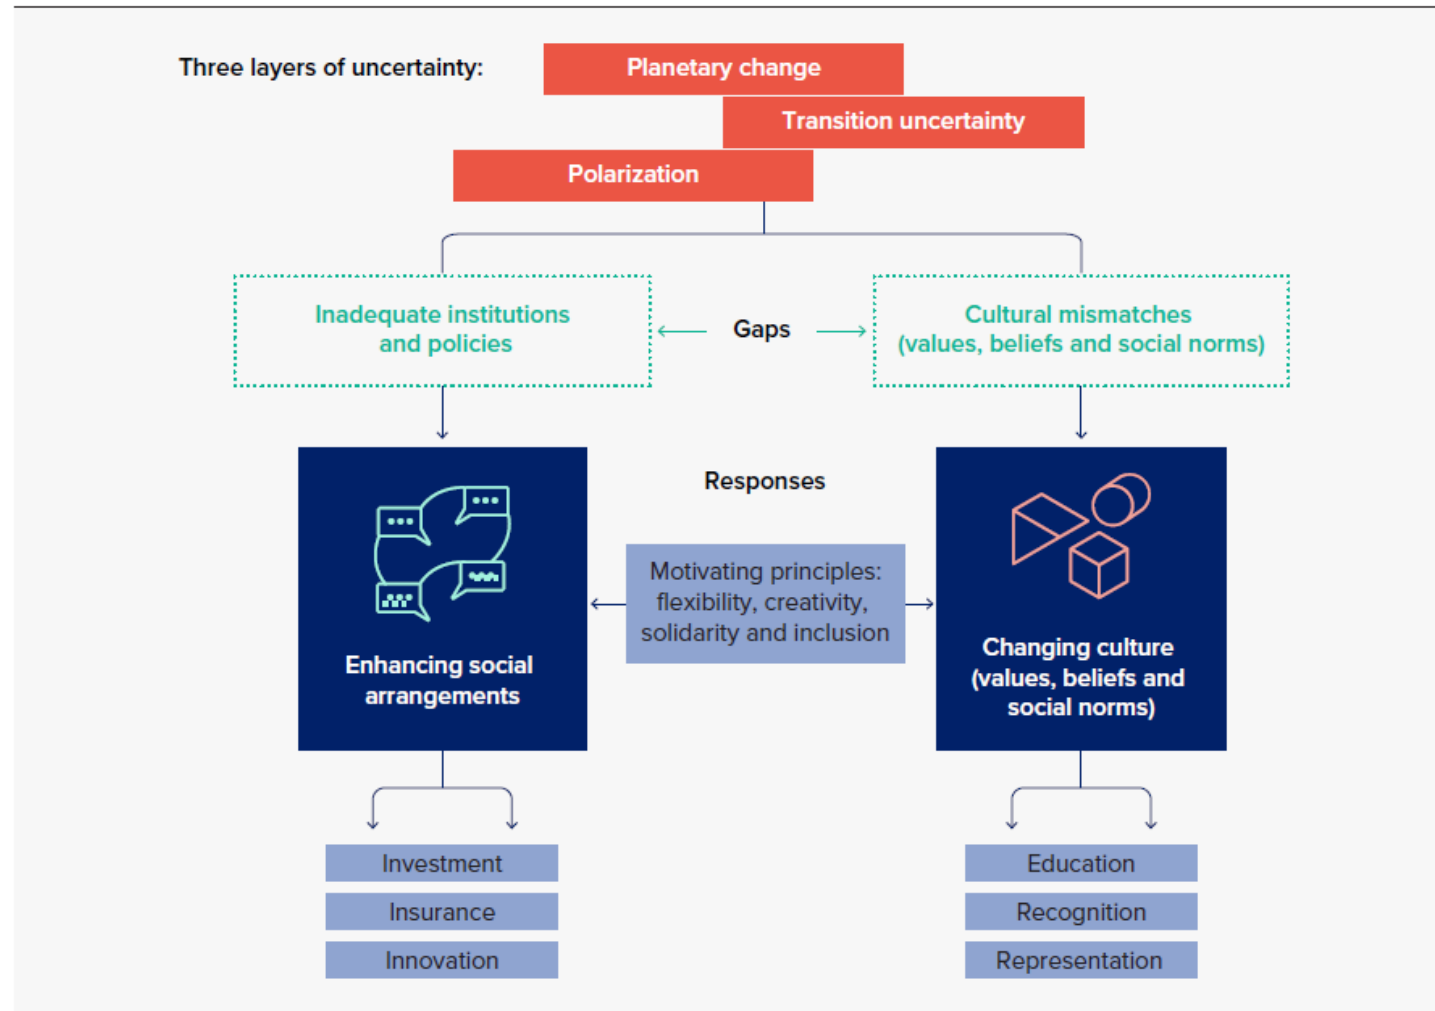 Three layers of uncertainty:
Planetary change
Transition uncertainty
Polarization
Inadequate institutions
and policies
Gaps
Cultural mismatches
(values, beliefs and social norms)
Responses
Motivating principles:
flexibility, creativity,
solidarity and inclusion
Enhancing social
arrangements
Changing culture
(values, beliefs and
social norms)
Investment
Insurance
Innovation
Education
Recognition
Representation